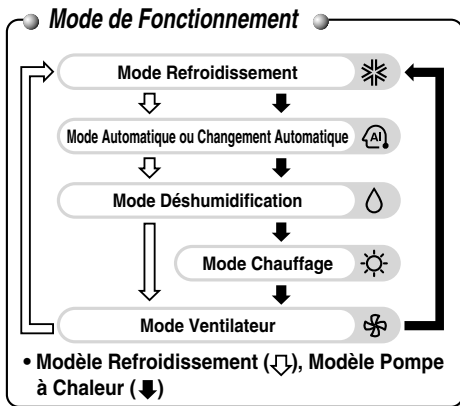 Mode de Fonctionnement
Mode Refroidissement
Mode Automatique ou Changement Automatique
AI
Mode Déshumidification
Mode Chauffage
Mode Ventilateur
• Modèle Refroidissement (⇩), Modèle Pompe
à Chaleur (🡇)